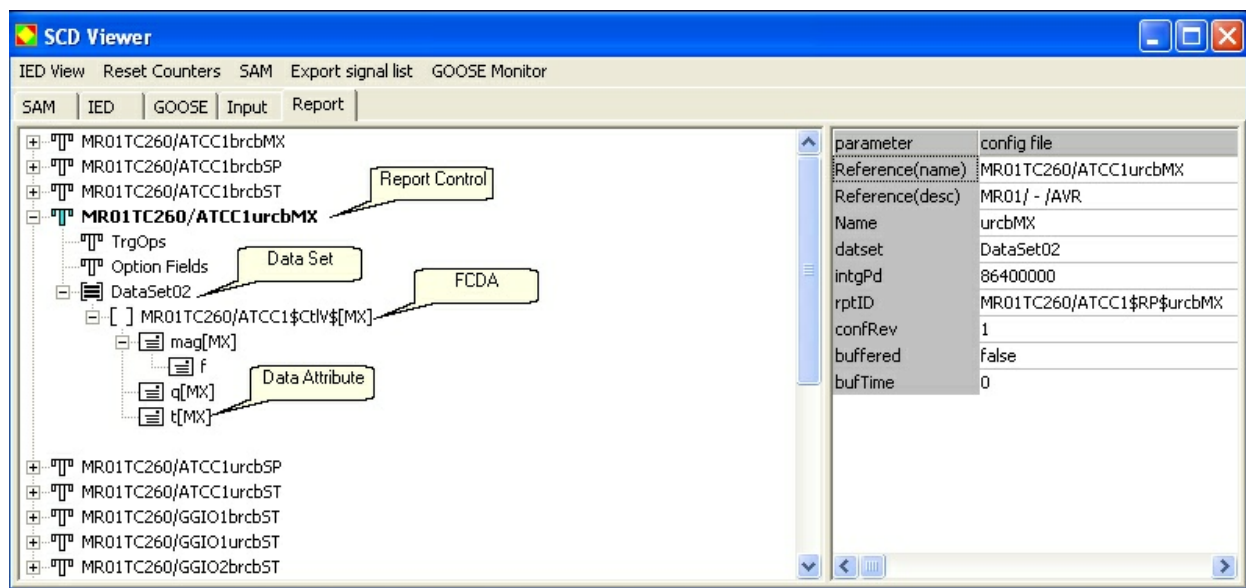 SCD Viewer
IED View Reset Counters SAM Export signal list GOOSE Monitor
SAM IED GOOSE Input Report
MR01TC260/ATCC1brcbMX
MR01TC260/ATCC1brcbSP
MR01TC260/ATCC1brcbST
Report Control
MR01TC260/ATCC1urcbMX
TrgOps
Option Fields
Data Set
DataSet02
FCDA
[ ] MR01TC260/ATCC1$CtlV$[MX]
mag[MX]
f
Data Attribute
q[MX]
t[MX]
MR01TC260/ATCC1urcbSP
MR01TC260/ATCC1urcbST
MR01TC260/GGIO1brcbST
MR01TC260/GGIO1urcbST
MR01TC260/GGIO2brcbST
parameter config file
Reference(name) MR01TC260/ATCC1urcbMX
Reference(desc) MR01/ - /AVR
Name urcbMX
datset DataSet02
intgPd 86400000
rptID MR01TC260/ATCC1$RP$urcbMX
confRev 1
buffered false
bufTime 0